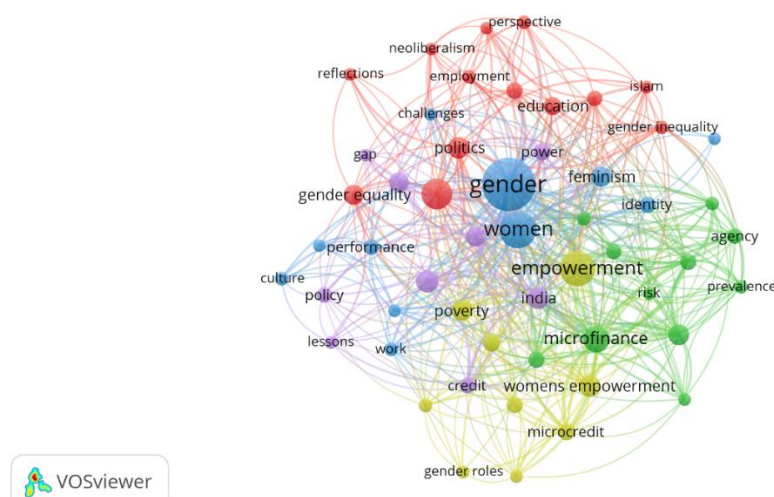 perspective
neoliberalism
reflections
employment
islam
education
challenges
gender inequality
politics
power
gap
gender
feminism
gender equality
identity
women
agency
performance
empowerment
culture
prevalence
policy
india
risk
poverty
microfinance
lessons
work
credit
womens empowerment
microcredit
gender roles
VOSviewer